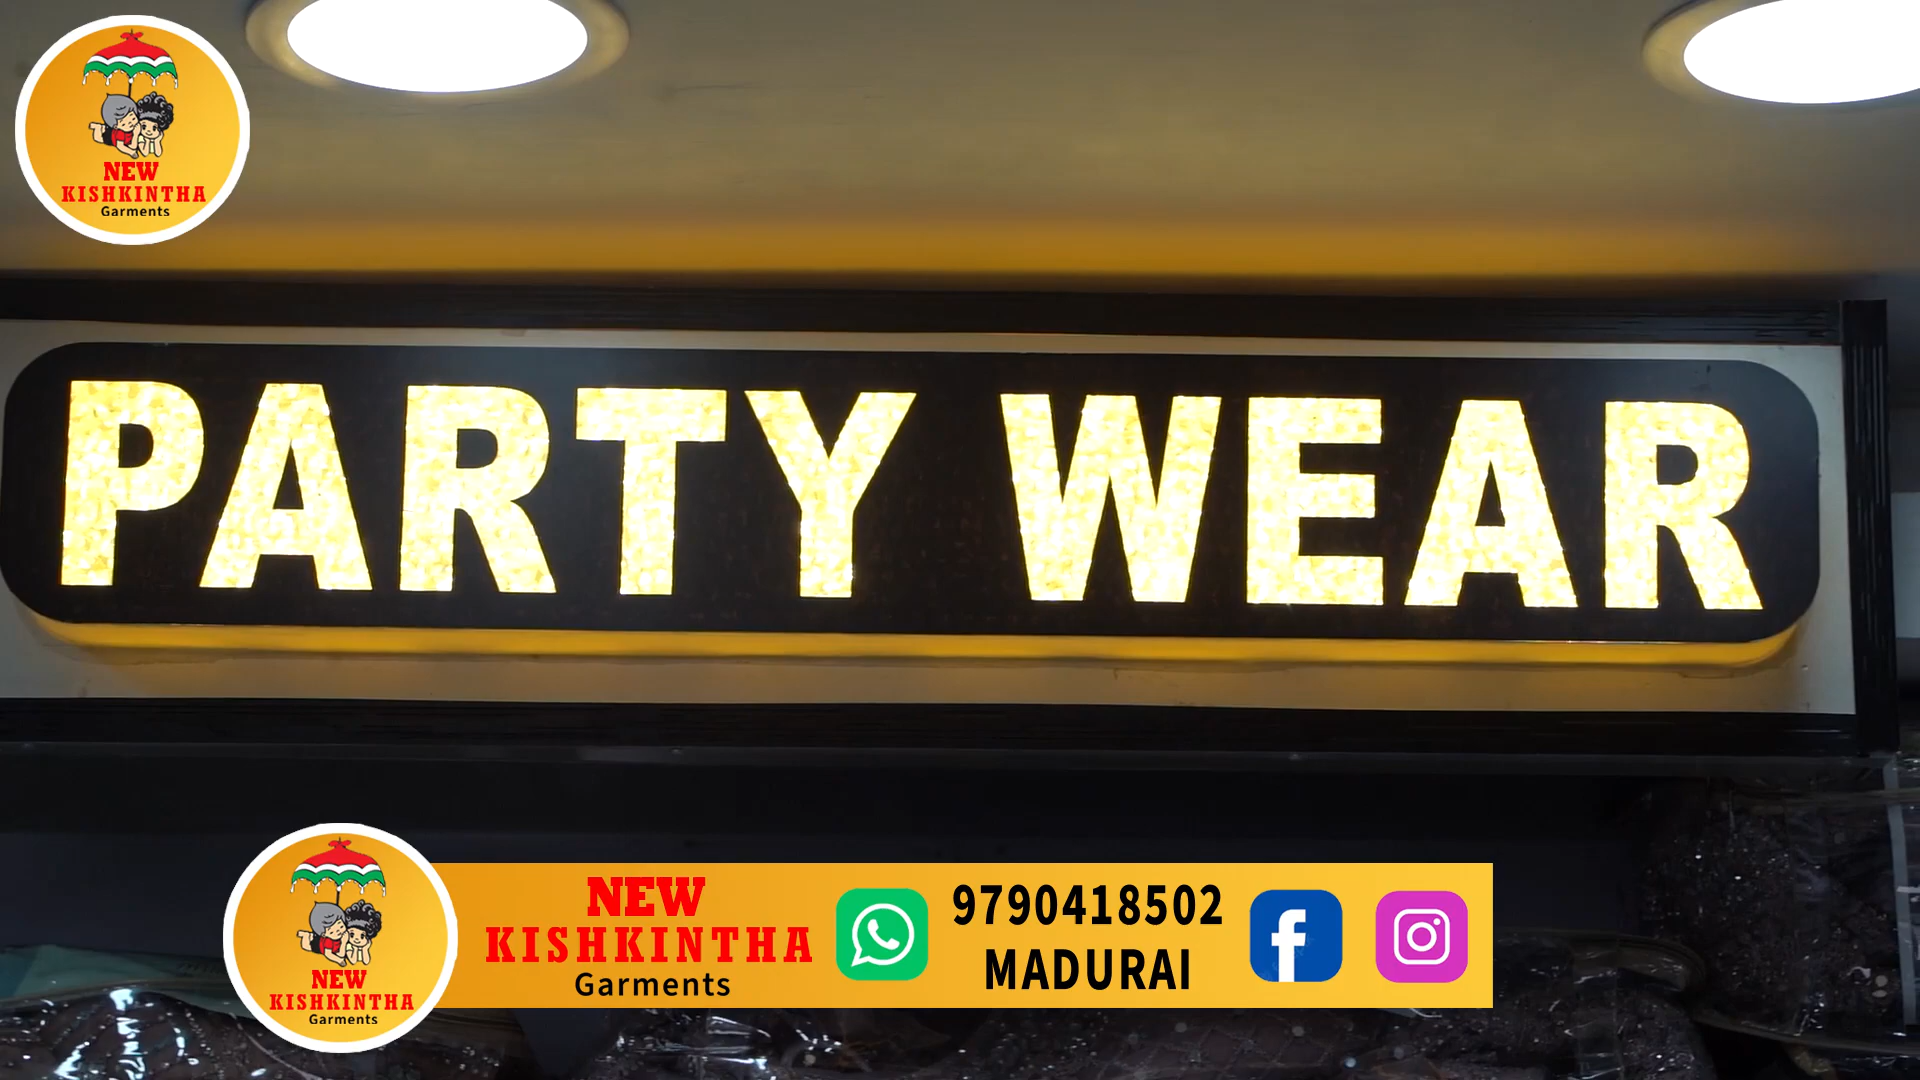 NEW
KISHKINTHA
Garments
PARTY WEAR
NEW
KISHKINTHA
Garments
NEW
KISHKINTHA
Garments
9790418502
MADURAI